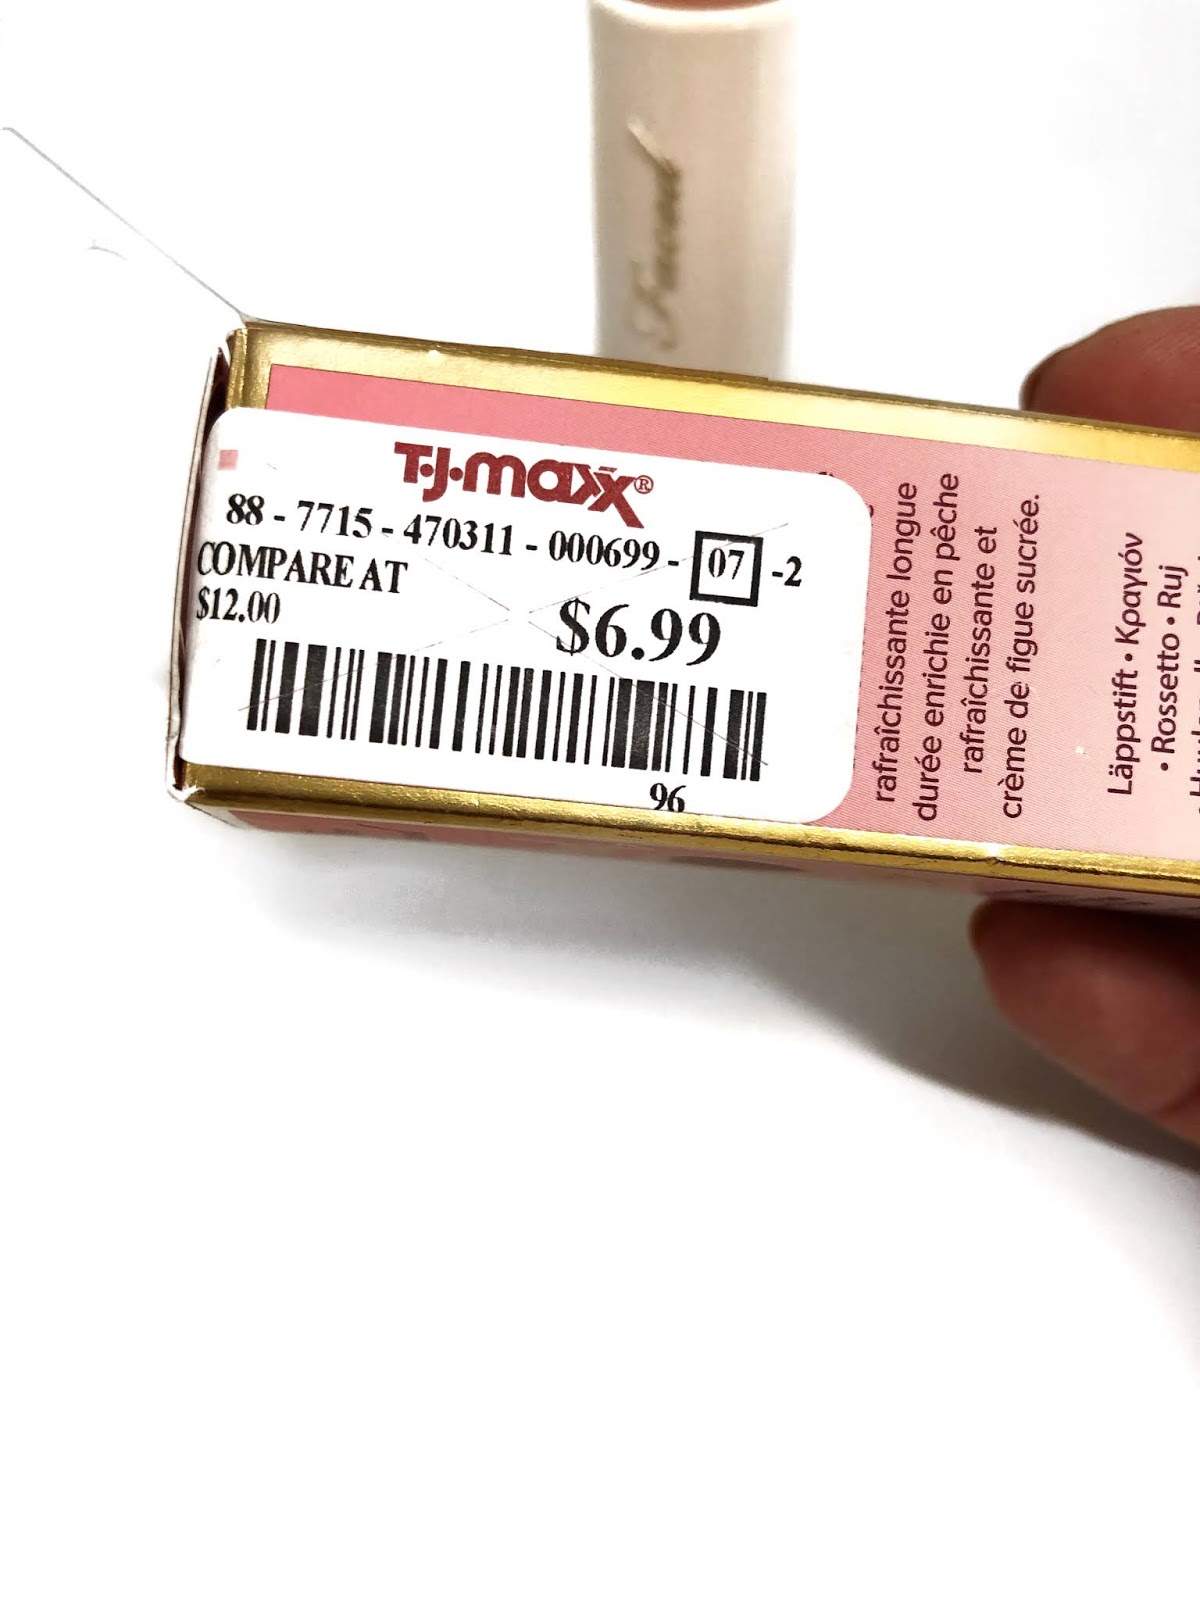 Faced
T·J·maxx®
88 - 7715 - 470311 - 000699 - 07 -2
COMPARE AT
$12.00
$6.99
96
rafraîchissante longue
durée enrichie en pêche
rafraîchissante et
crème de figue sucrée.
Läppstift • Κραγιόν
• Rossetto • Ruj